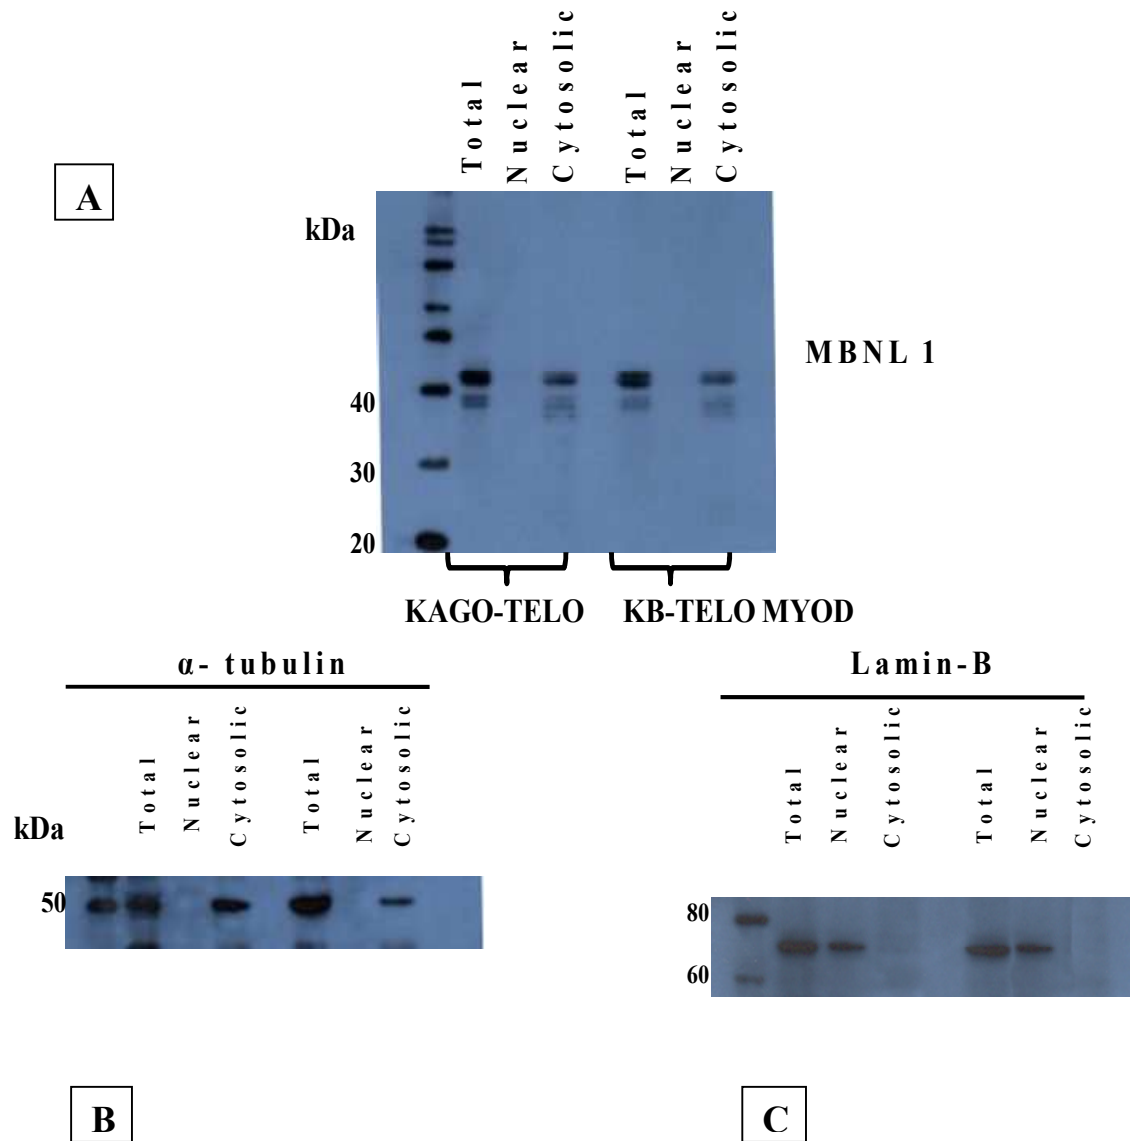 Total
Nuclear
Cytosolic
Total
Nuclear
Cytosolic
A
kDa
MBNL 1
40
30
20
KAGO-TELO KB-TELO MYOD
α- tubulin
Total
Nuclear
Cytosolic
Total
Nuclear
Cytosolic
kDa
50
Lamin-B
Total
Nuclear
Cytosolic
Total
Nuclear
Cytosolic
80
60
B
C